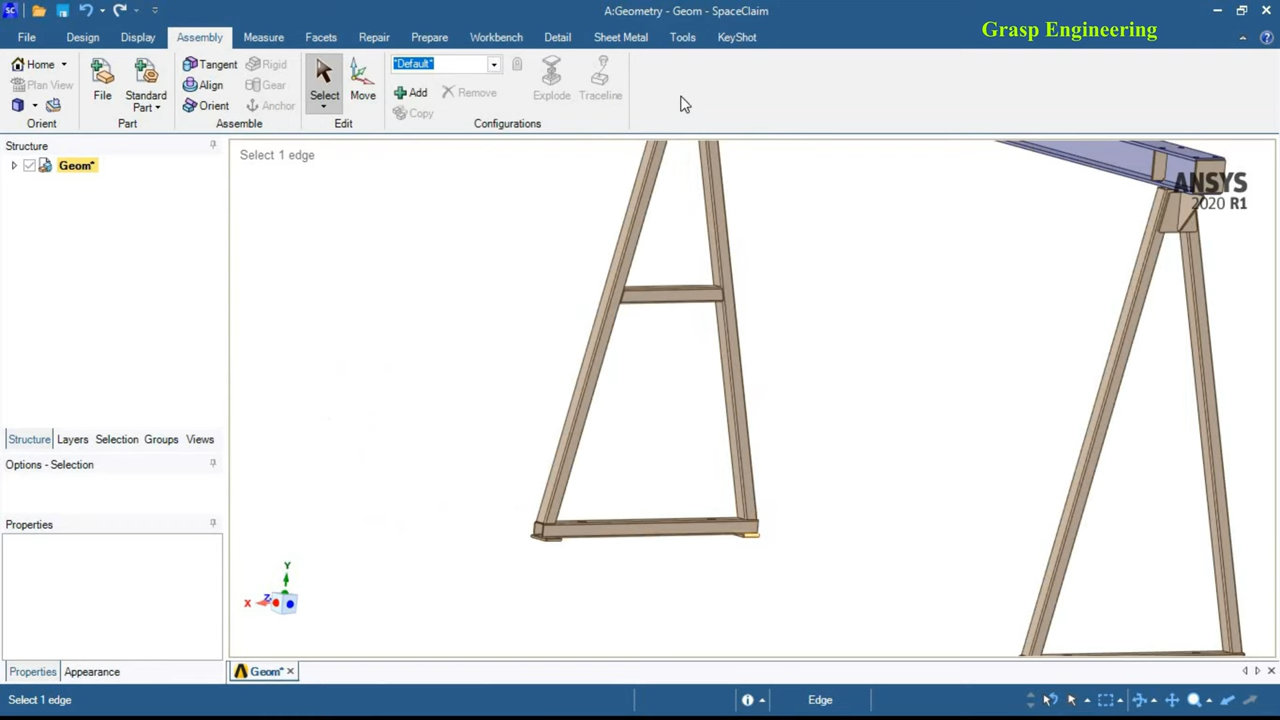 A:Geometry - Geom - SpaceClaim
Grasp Engineering
File Design Display Assembly Measure Facets Repair Prepare Workbench Detail Sheet Metal Tools KeyShot
Home
Plan View
Orient
File
Standard Part
Part
Tangent
Align
Orient
Rigid
Gear
Anchor
Assemble
Select
Move
Edit
*Default*
Add
Remove
Copy
Explode
Traceline
Configurations
Structure
Geom*
Select 1 edge
ANSYS
2020 R1
Structure Layers Selection Groups Views
Options - Selection
Properties
Y
X
Z
Properties Appearance
Geom*
Select 1 edge
Edge